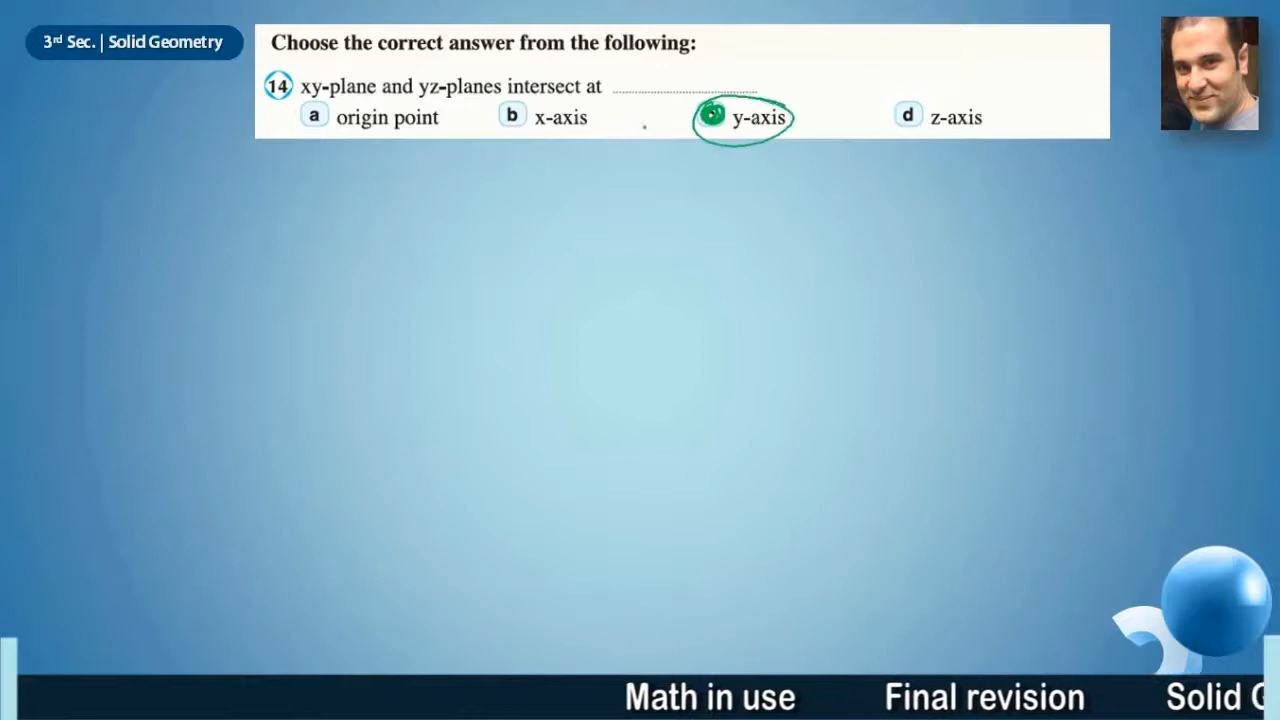 3rd Sec. | Solid Geometry
Choose the correct answer from the following:
14 xy-plane and yz-planes intersect at ........................................
a origin point b x-axis y-axis d z-axis
Math in use Final revision Solid